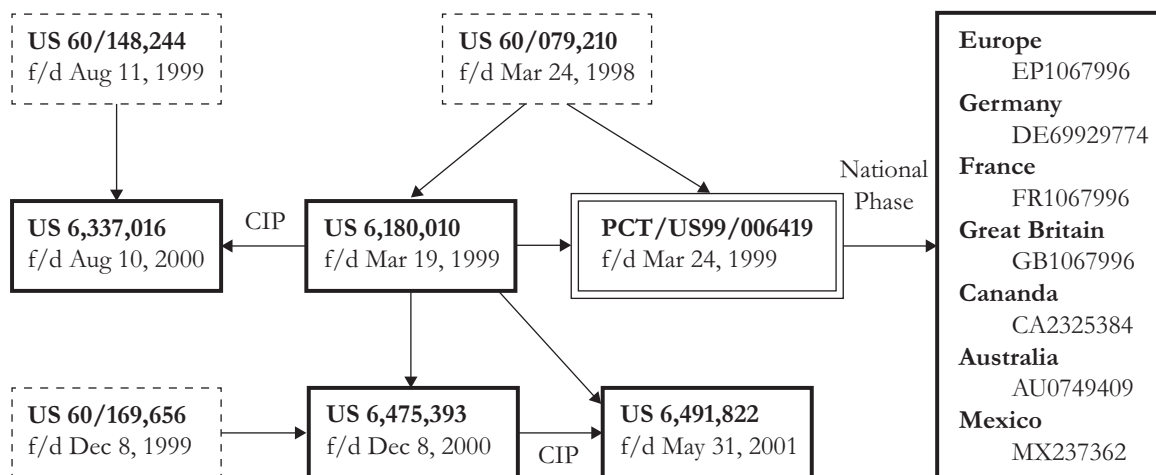 US 60/148,244
f/d Aug 11, 1999
US 60/079,210
f/d Mar 24, 1998
US 6,337,016
f/d Aug 10, 2000
CIP
US 6,180,010
f/d Mar 19, 1999
PCT/US99/006419
f/d Mar 24, 1999
National
Phase
US 60/169,656
f/d Dec 8, 1999
US 6,475,393
f/d Dec 8, 2000
CIP
US 6,491,822
f/d May 31, 2001
Europe
EP1067996
Germany
DE69929774
France
FR1067996
Great Britain
GB1067996
Cananda
CA2325384
Australia
AU0749409
Mexico
MX237362